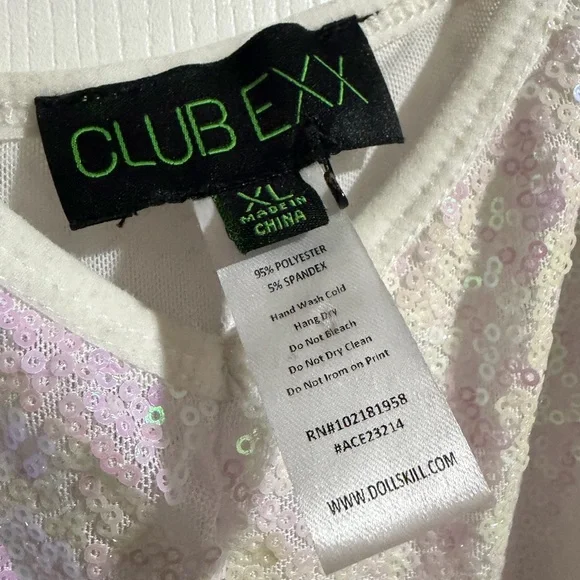 CLUB EXX
XL
MADE IN
CHINA
95% POLYESTER
5% SPANDEX
Hand Wash Cold
Hang Dry
Do Not Bleach
Do Not Dry Clean
Do Not Irom on Print
RN#102181958
#ACE23214
WWW.DOLLSKILL.COM